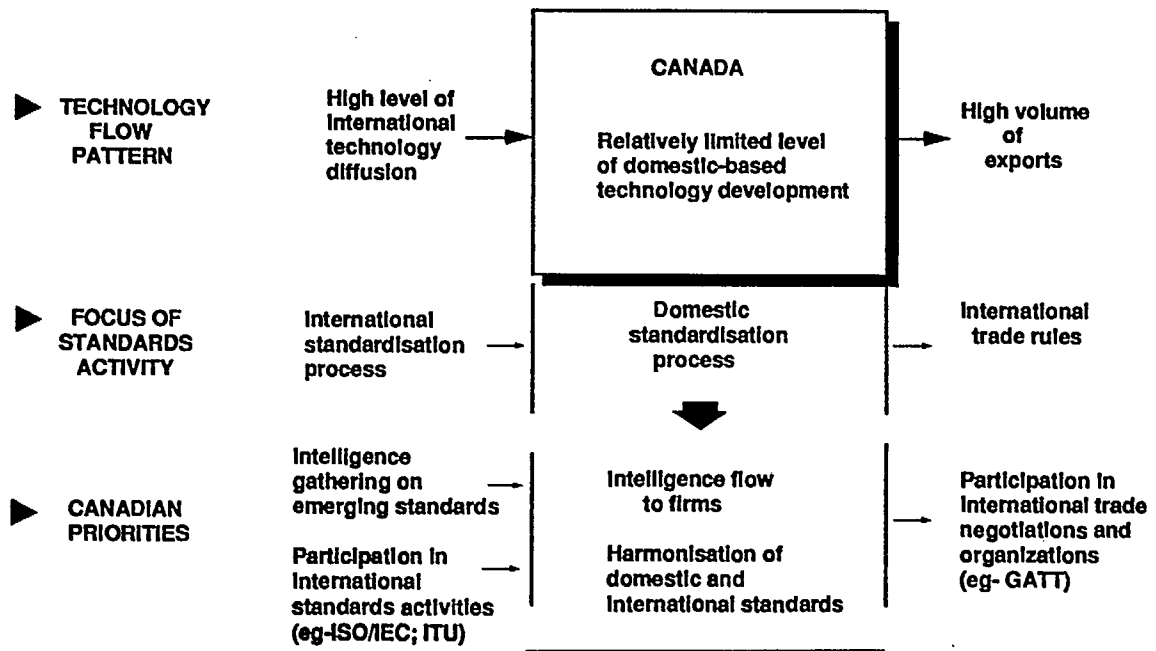 CANADA
TECHNOLOGY
FLOW
PATTERN
High level of
international
technology
diffusion
Relatively limited level
of domestic-based
technology development
High volume
of
exports
FOCUS OF
STANDARDS
ACTIVITY
International
standardisation
process
Domestic
standardisation
process
International
trade rules
CANADIAN
PRIORITIES
Intelligence
gathering on
emerging standards
Participation in
international
standards activities
(eg-ISO/IEC; ITU)
Intelligence flow
to firms
Harmonisation of
domestic and
international standards
Participation in
international trade
negotiations and
organizations
(eg- GATT)